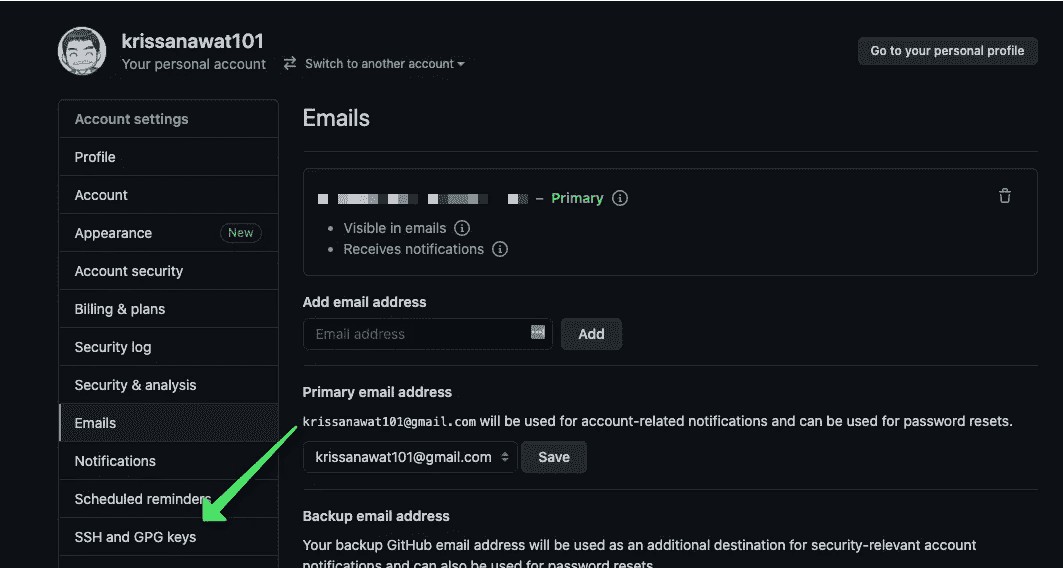 krissanawat101
Your personal account
Switch to another account
Go to your personal profile
Account settings
Profile
Account
Appearance
New
Account security
Billing & plans
Security log
Security & analysis
Emails
Notifications
Scheduled reminders
SSH and GPG keys
Emails
– Primary
Visible in emails
Receives notifications
Add email address
Email address
Add
Primary email address
krissanawat101@gmail.com will be used for account-related notifications and can be used for password resets.
krissanawat101@gmail.com
Save
Backup email address
Your backup GitHub email address will be used as an additional destination for security-relevant account
notifications and can also be used for password resets.